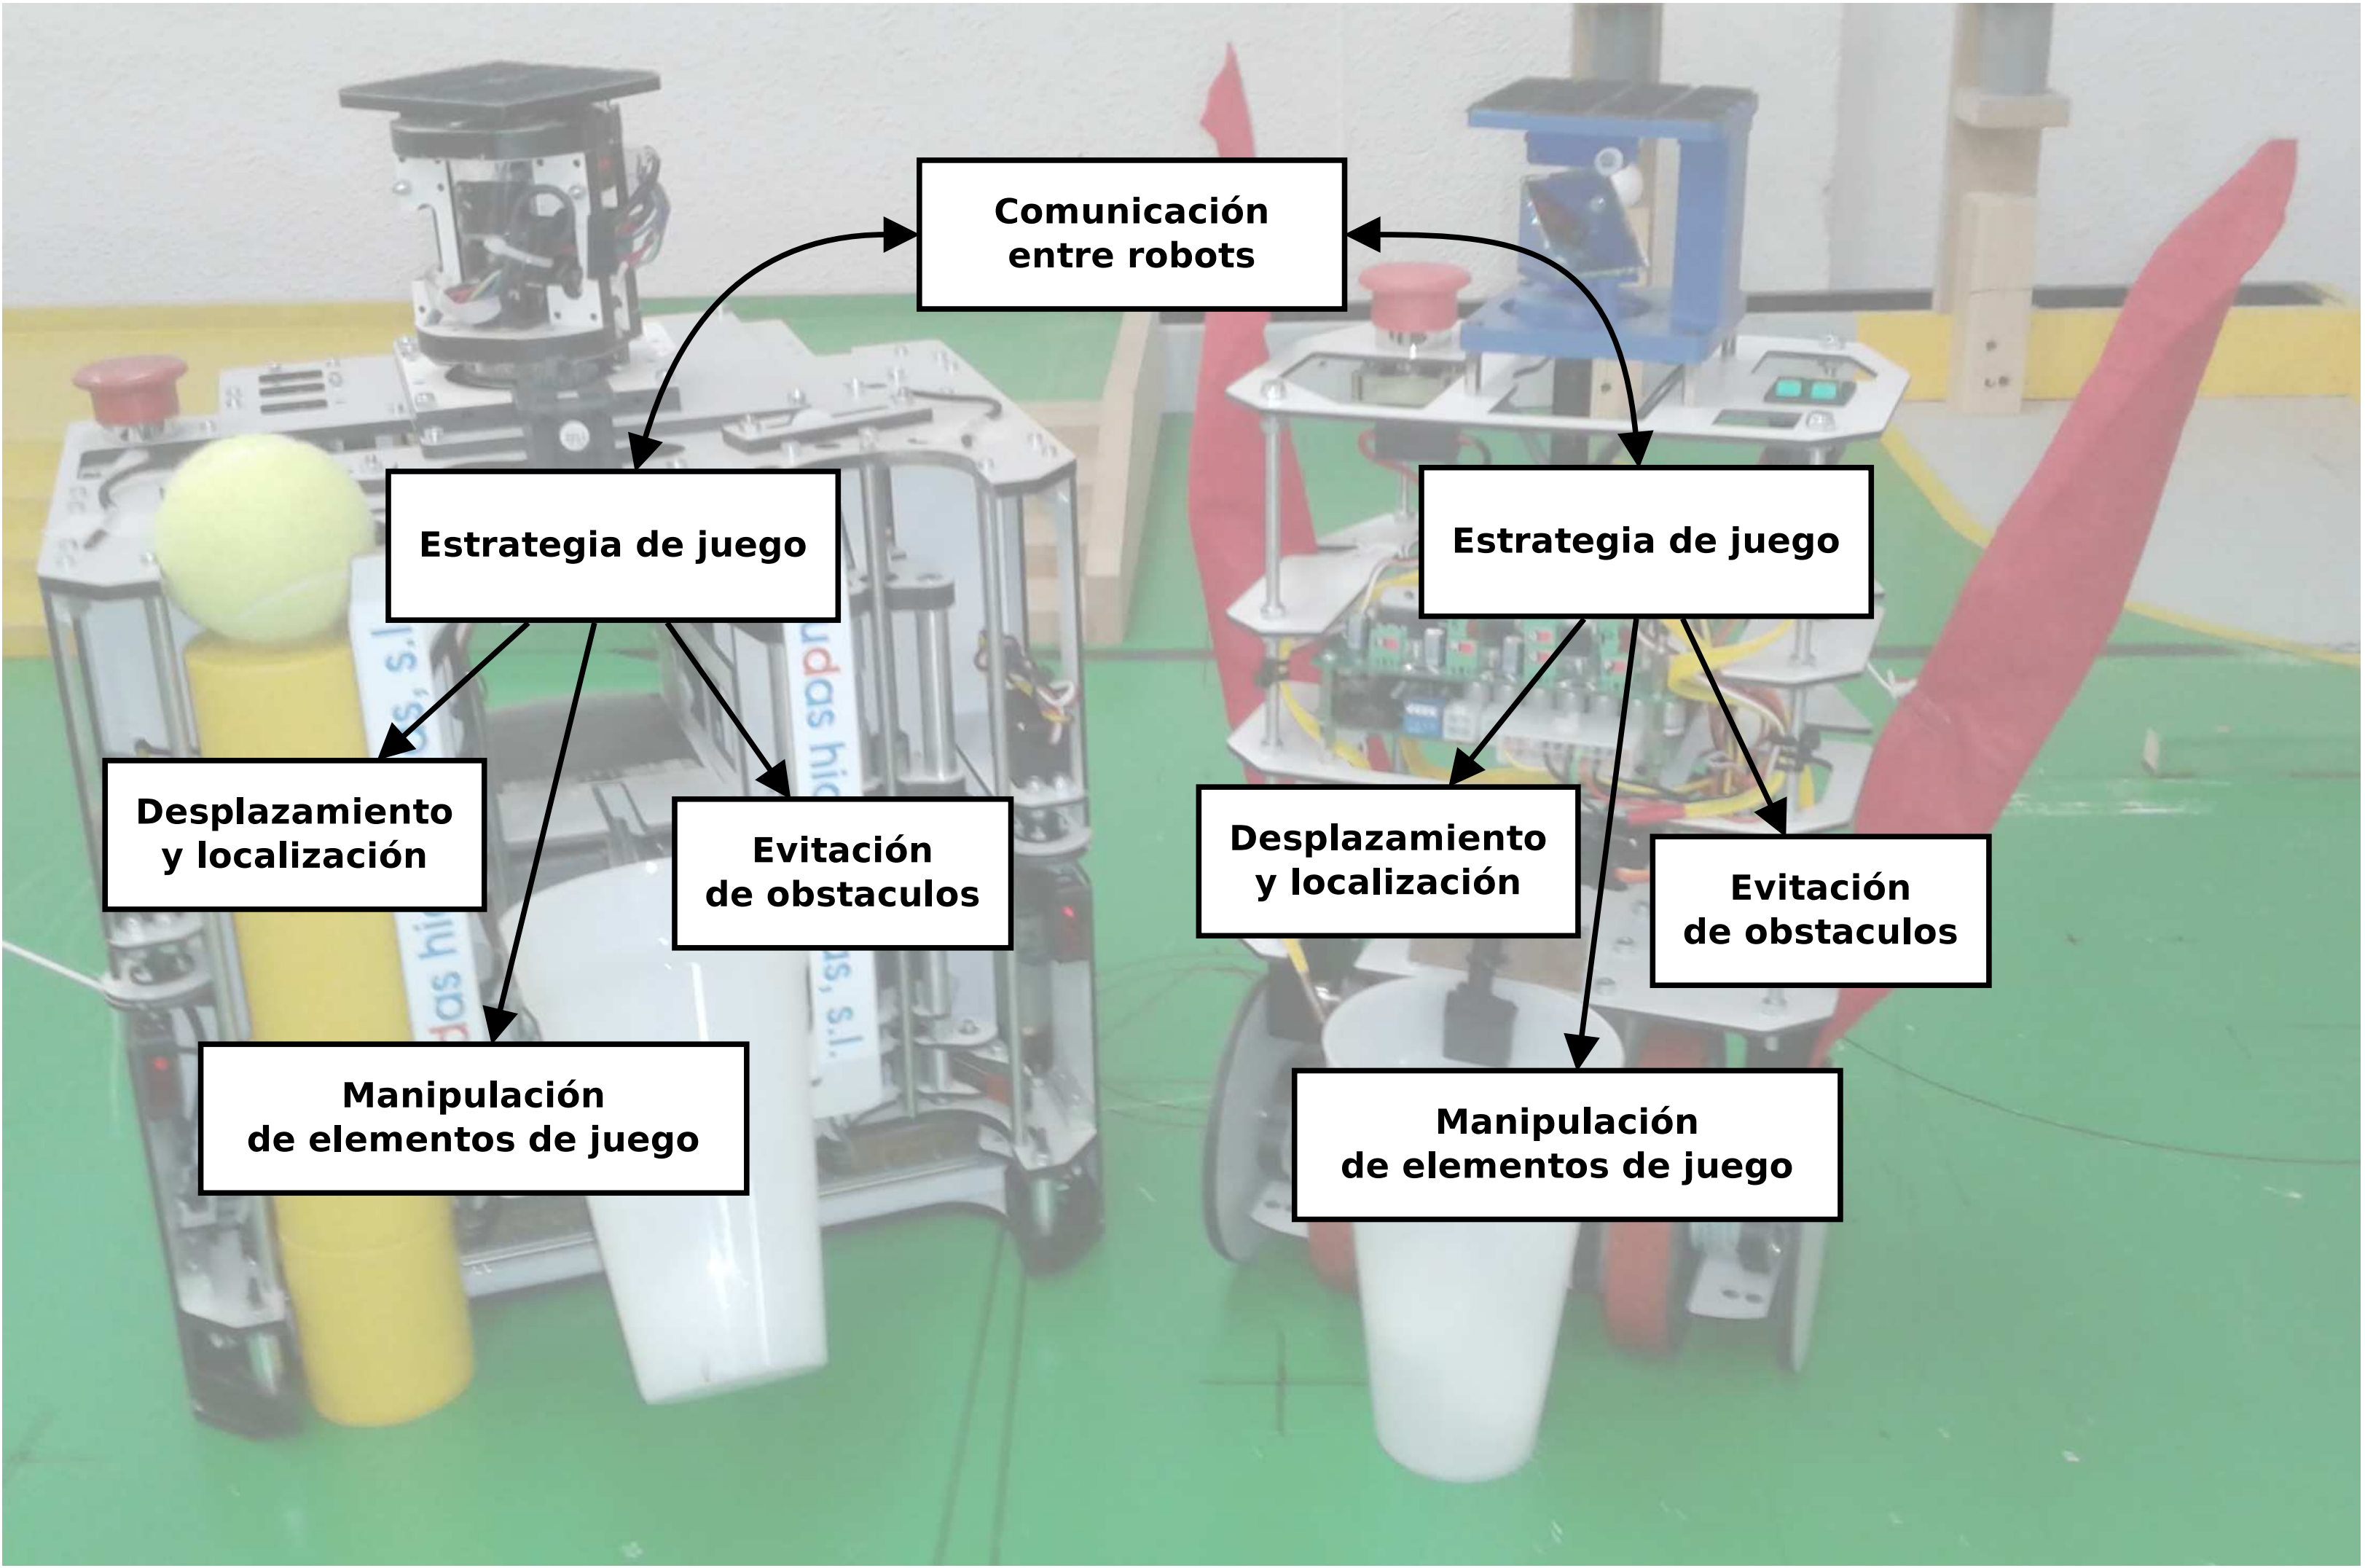 Comunicación
entre robots
Estrategia de juego
Estrategia de juego
Desplazamiento
y localización
Evitación
de obstaculos
Manipulación
de elementos de juego
Desplazamiento
y localización
Evitación
de obstaculos
Manipulación
de elementos de juego